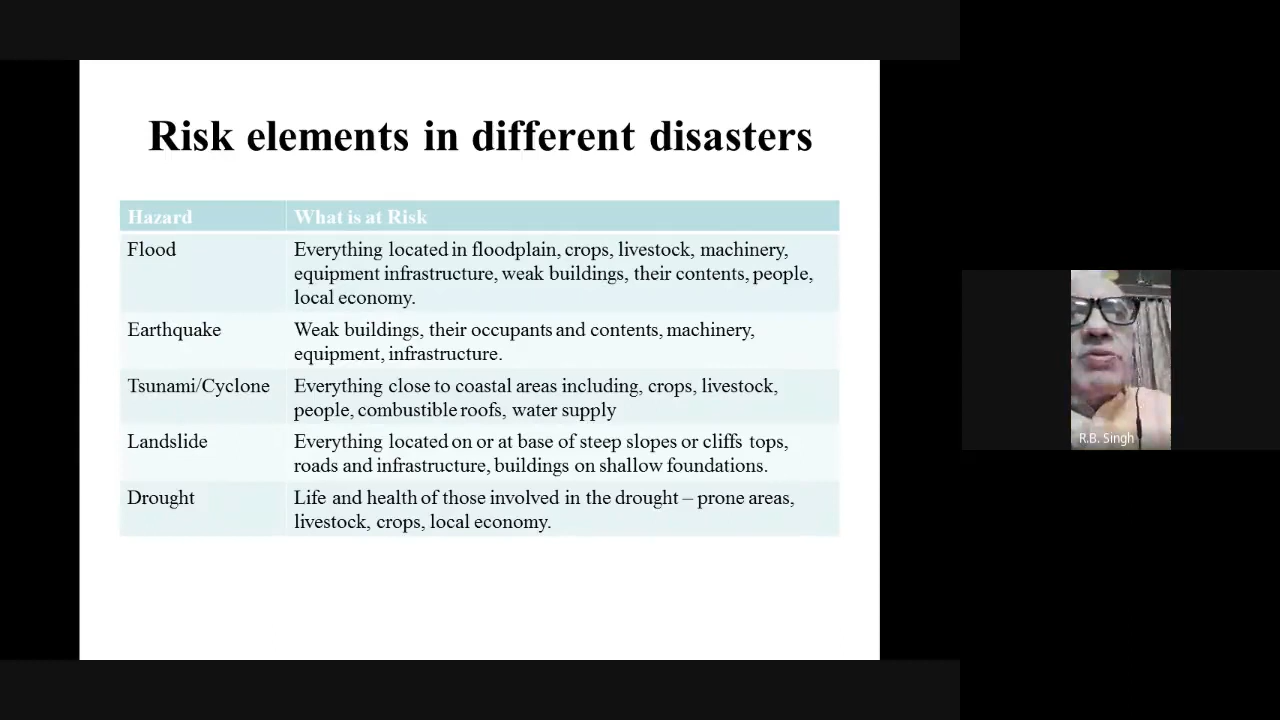 Risk elements in different disasters
Hazard What is at Risk
Flood Everything located in floodplain, crops, livestock, machinery,
equipment infrastructure, weak buildings, their contents, people,
local economy.
Earthquake Weak buildings, their occupants and contents, machinery,
equipment, infrastructure.
Tsunami/Cyclone Everything close to coastal areas including, crops, livestock,
people, combustible roofs, water supply
Landslide Everything located on or at base of steep slopes or cliffs tops,
roads and infrastructure, buildings on shallow foundations.
Drought Life and health of those involved in the drought – prone areas,
livestock, crops, local economy.
R.B. Singh